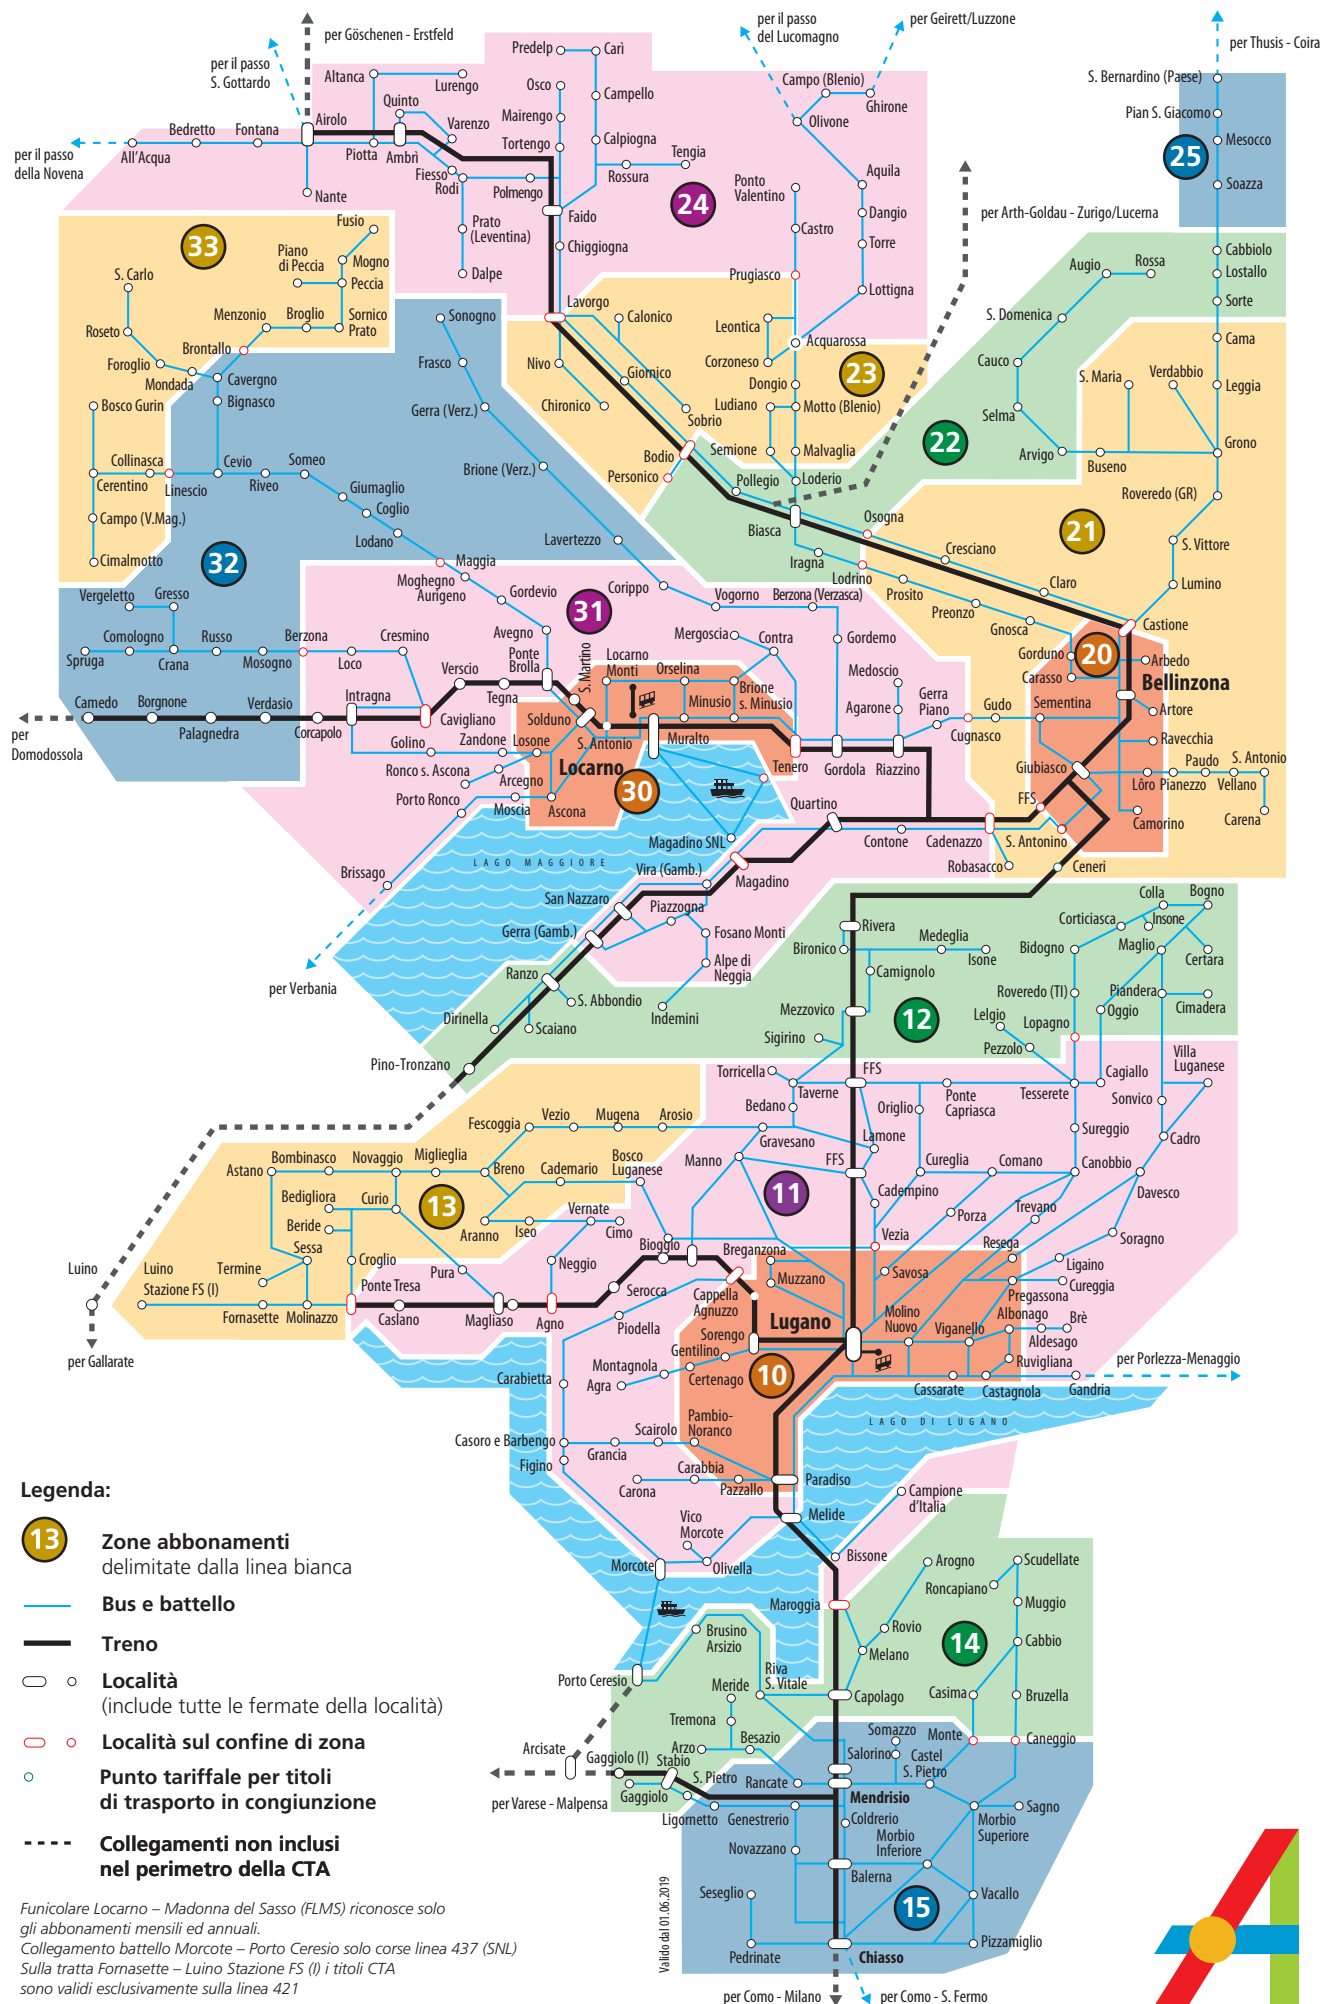 per Göschenen - Erstfeld
per il passo
S. Gottardo
per il passo
del Lucomagno
per Geirett/Luzzone
per Thusis - Coira
per il passo
della Novena
All'Acqua
Bedretto
Fontana
Airolo
Nante
Altanca
Lurengo
Quinto
Varenzo
Piotta
Ambrì
Fiesso
Rodi
Prato
(Leventina)
Dalpe
Polmengo
Predelp
Carì
Osco
Campello
Mairengo
Tortengo
Calpiogna
Tengia
Rossura
Faido
Chiggiogna
24
Campo (Blenio)
Ghirone
Olivone
Aquila
Dangio
Torre
Lottigna
Ponto
Valentino
Castro
Prugiasco
per Arth-Goldau - Zurigo/Lucerna
S. Bernardino (Paese)
Pian S. Giacomo
Mesocco
25
Soazza
Cabbiolo
Lostallo
Sorte
Cama
Leggia
Grono
Roveredo (GR)
S. Vittore
Lumino
Augio
Rossa
S. Domenica
Cauco
Selma
Arvigo
Buseno
S. Maria
Verdabbio
33
Fusio
Mogno
Piano
di Peccia
Peccia
S. Carlo
Sornico
Prato
Broglio
Menzonio
Roseto
Brontallo
Foroglio
Mondada
Cavergno
Bignasco
Bosco Gurin
Collinasca
Cerentino
Linescio
Cevio
Riveo
Someo
Giumaglio
Coglio
Lodano
Campo (V.Mag.)
Cimalmotto
Maggia
Moghegno
Aurigeno
Gordevio
Avegno
Ponte
Brolla
32
Sonogno
Frasco
Gerra (Verz.)
Brione (Verz.)
Lavertezzo
Corippo
Vogorno
Berzona (Verzasca)
Lavorgo
Calonico
Nivo
Giornico
Chironico
Sobrio
Bodio
Personico
Pollegio
Leontica
Corzoneso
Acquarossa
Dongio
Ludiano
Motto (Blenio)
Semione
Malvaglia
Loderio
23
22
Biasca
Osogna
Iragna
Lodrino
Cresciano
Prosito
Claro
Preonzo
Gnosca
21
Castione
20
Gorduno
Arbedo
Carasso
Bellinzona
Artore
Ravecchia
Sementina
Giubiasco
FFS
Camorino
Lôro
Pianezzo
Paudo
Vellano
S. Antonio
Carena
S. Antonino
Ceneri
Vergeletto
Gresso
Comologno
Spruga
Crana
Russo
Mosogno
Berzona
Loco
Cresmino
31
Camedo
Borgnone
Palagnedra
Verdasio
Corcapolo
Intragna
Cavigliano
Verscio
Tegna
per
Domodossola
S. Martino
Solduno
Locarno
Monti
Orselina
Minusio
Brione
s. Minusio
Mergoscia
Contra
Gordemo
Medoscio
Agarone
Gerra
Piano
Cugnasco
Gudo
S. Antonio
Muralto
Tenero
Gordola
Riazzino
Golino
Zandone
Losone
Locarno
30
Ronco s. Ascona
Arcegno
Porto Ronco
Moscia
Ascona
Brissago
LAGO MAGGIORE
per Verbania
Quartino
Contone
Cadenazzo
Robasacco
Magadino SNL
Magadino
Vira (Gamb.)
San Nazzaro
Piazzogna
Gerra (Gamb.)
Fosano Monti
Alpe di
Neggia
Indemini
Ranzo
S. Abbondio
Scaiano
Dirinella
Pino-Tronzano
Rivera
Bironico
Medeglia
Isone
Camignolo
Mezzovico
Sigirino
12
Colla
Bogno
Corticiasca
Insone
Bidogno
Maglio
Certara
Roveredo (TI)
Piandera
Cimadera
Oggio
Lelgio
Lopagno
Pezzolo
Villa
Luganese
Cagiallo
Sonvico
Tesserete
Cadro
Sureggio
Torricella
Taverne
FFS
Ponte
Capriasca
Bedano
Origlio
Gravesano
Lamone
FFS
Manno
Cureglia
Comano
Canobbio
Davesco
Cadempino
Porza
Trevano
Soragno
Vezia
Savosa
Resega
Ligaino
Cureggia
Pregassona
11
Fescoggia
Vezio
Mugena
Arosio
Astano
Bombinasco
Novaggio
Miglieglia
Breno
Cademario
Bosco
Luganese
Bedigliora
Curio
13
Beride
Aranno
Iseo
Vernate
Cimo
Sessa
Croglio
Termine
Pura
Neggio
Bioggio
Luino
Luino
Stazione FS (I)
Fornasette
Molinazzo
Ponte Tresa
Caslano
Magliaso
Agno
Serocca
per Gallarate
Breganzona
Cappella
Agnuzzo
Muzzano
Lugano
Molino
Nuovo
Viganello
Albonago
Brè
Aldesago
Ruvigliana
Piodella
Sorengo
Gentilino
Montagnola
Certenago
Agra
10
Cassarate
Castagnola
Gandria
per Porlezza-Menaggio
LAGO DI LUGANO
Carabietta
Casoro e Barbengo
Figino
Grancia
Scairolo
Pambio-
Noranco
Carabbia
Carona
Pazzallo
Paradiso
Melide
Vico
Morcote
Morcote
Olivella
Bissone
Campione
d'Italia
Maroggia
Arogno
Scudellate
Roncapiano
Muggio
Rovio
Melano
14
Cabbio
Casima
Bruzella
Monte
Caneggio
Brusino
Arsizio
Riva
S. Vitale
Capolago
Porto Ceresio
Meride
Tremona
Arzo
Besazio
Arcisate
Gaggiolo (I)
Stabio
Gaggiolo
per Varese - Malpensa
S. Pietro
Ligornetto
Rancate
Genestrerio
Somazzo
Salorino
Castel
S. Pietro
Mendrisio
Coldrerio
Morbio
Superiore
Sagno
Novazzano
Morbio
Inferiore
Balerna
Vacallo
15
Seseglio
Pedrinate
Chiasso
Pizzamiglio
per Como - Milano
per Como - S. Fermo
Valido dal 01.06.2019
Legenda:
13
Zone abbonamenti
delimitate dalla linea bianca
Bus e battello
Treno
Località
(include tutte le fermate della località)
Località sul confine di zona
Punto tariffale per titoli
di trasporto in congiunzione
Collegamenti non inclusi
nel perimetro della CTA
Funicolare Locarno – Madonna del Sasso (FLMS) riconosce solo
gli abbonamenti mensili ed annuali.
Collegamento battello Morcote – Porto Ceresio solo corse linea 437 (SNL)
Sulla tratta Fornasette – Luino Stazione FS (I) i titoli CTA
sono validi esclusivamente sulla linea 421